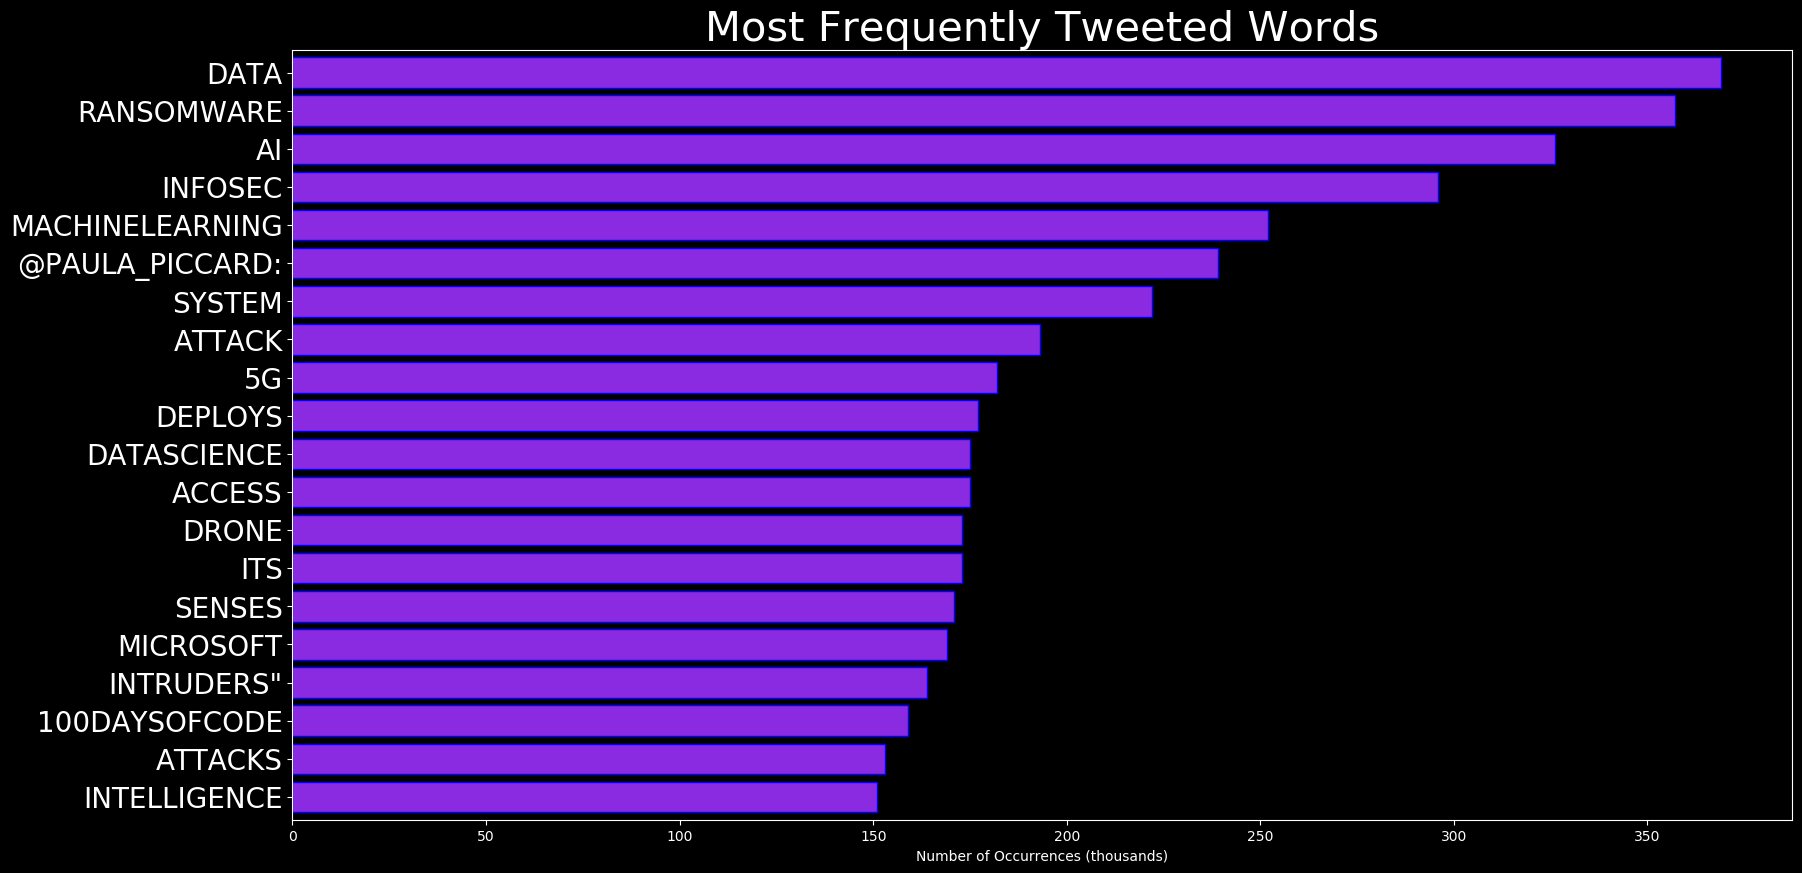 Most Frequently Tweeted Words
DATA
RANSOMWARE
AI
INFOSEC
MACHINELEARNING
@PAULA_PICCARD:
SYSTEM
ATTACK
5G
DEPLOYS
DATASCIENCE
ACCESS
DRONE
ITS
SENSES
MICROSOFT
INTRUDERS"
100DAYSOFCODE
ATTACKS
INTELLIGENCE
0 50 100 150 200 250 300 350
Number of Occurrences (thousands)